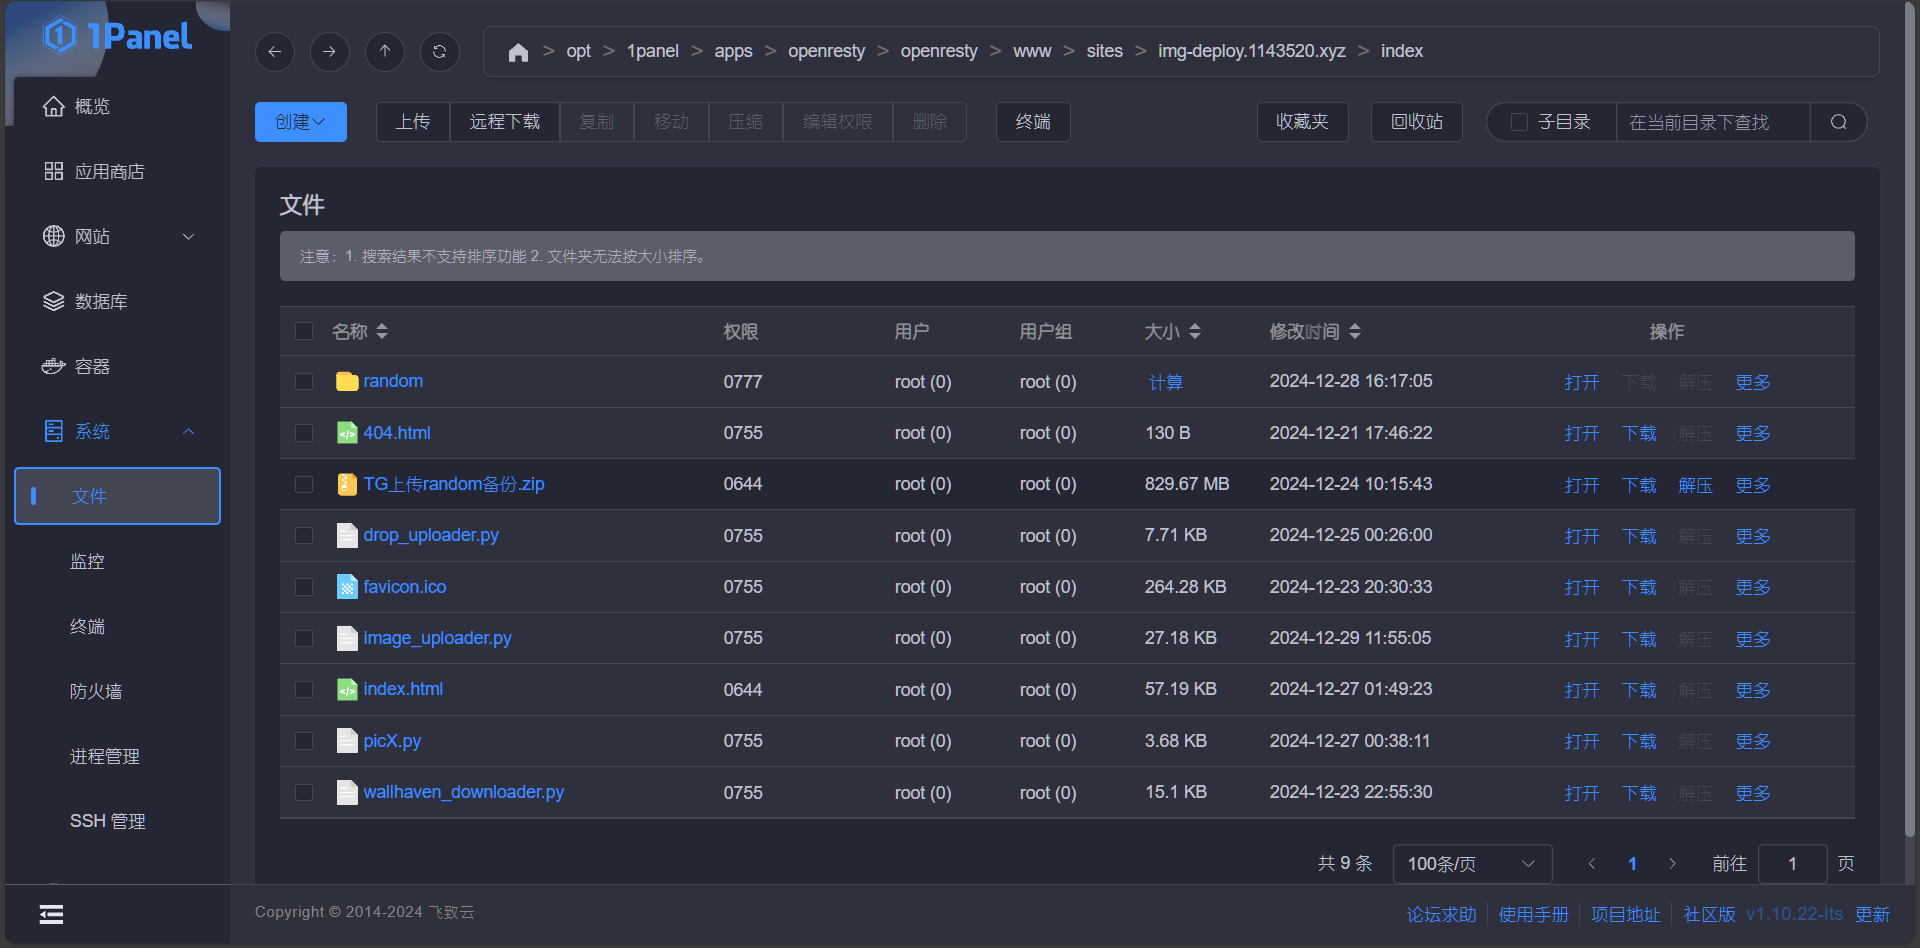 1Panel
> opt > 1panel > apps > openresty > openresty > www > sites > img-deploy.1143520.xyz > index
概览
应用商店
网站
数据库
容器
系统
文件
监控
终端
防火墙
进程管理
SSH 管理
创建 上传 远程下载 复制 移动 压缩 编辑权限 删除 终端 收藏夹 回收站 子目录 在当前目录下查找
文件
注意：1. 搜索结果不支持排序功能 2. 文件夹无法按大小排序。
名称 权限 用户 用户组 大小 修改时间 操作
random 0777 root (0) root (0) 计算 2024-12-28 16:17:05 打开 下载 解压 更多
404.html 0755 root (0) root (0) 130 B 2024-12-21 17:46:22 打开 下载 解压 更多
TG上传random备份.zip 0644 root (0) root (0) 829.67 MB 2024-12-24 10:15:43 打开 下载 解压 更多
drop_uploader.py 0755 root (0) root (0) 7.71 KB 2024-12-25 00:26:00 打开 下载 解压 更多
favicon.ico 0755 root (0) root (0) 264.28 KB 2024-12-23 20:30:33 打开 下载 解压 更多
image_uploader.py 0755 root (0) root (0) 27.18 KB 2024-12-29 11:55:05 打开 下载 解压 更多
index.html 0644 root (0) root (0) 57.19 KB 2024-12-27 01:49:23 打开 下载 解压 更多
picX.py 0755 root (0) root (0) 3.68 KB 2024-12-27 00:38:11 打开 下载 解压 更多
wallhaven_downloader.py 0755 root (0) root (0) 15.1 KB 2024-12-23 22:55:30 打开 下载 解压 更多
共 9 条 100条/页 1 前往 1 页
Copyright © 2014-2024 飞致云 论坛求助 使用手册 项目地址 社区版 v1.10.22-lts 更新